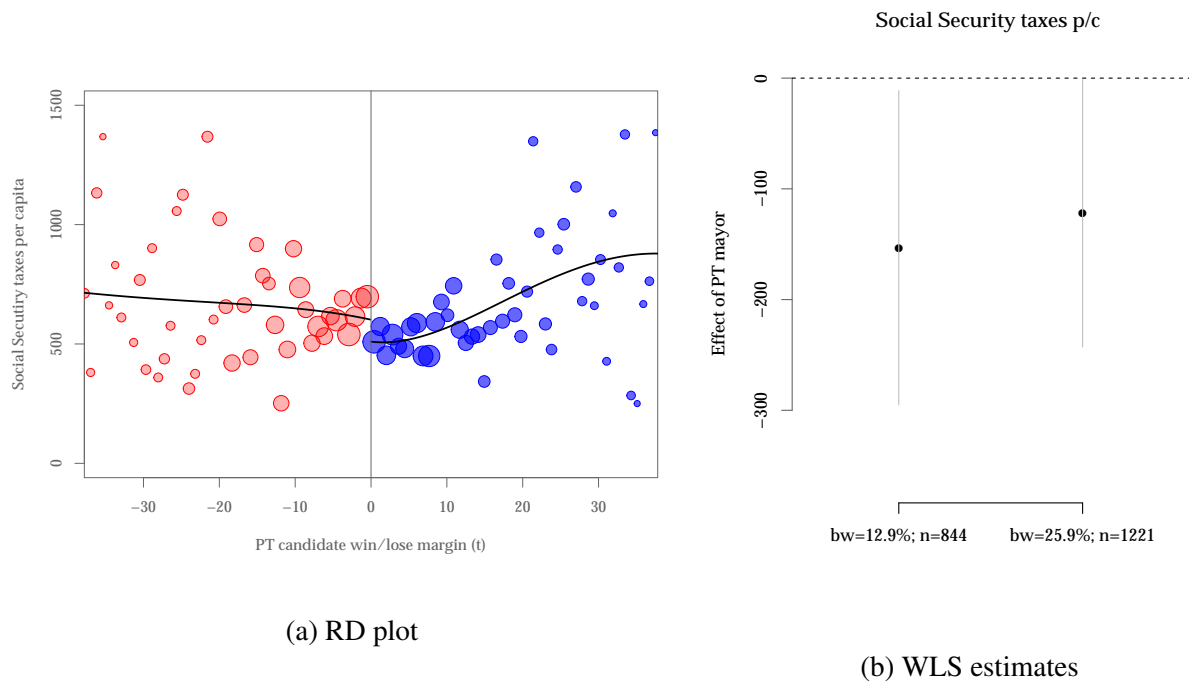 Social Security taxes p/c
1500
1000
500
0
Social Secutiry taxes per capita
−30
−20
−10
0
10
20
30
PT candidate win/lose margin (t)
(a) RD plot
0
−100
−200
−300
Effect of PT mayor
bw=12.9%; n=844
bw=25.9%; n=1221
(b) WLS estimates